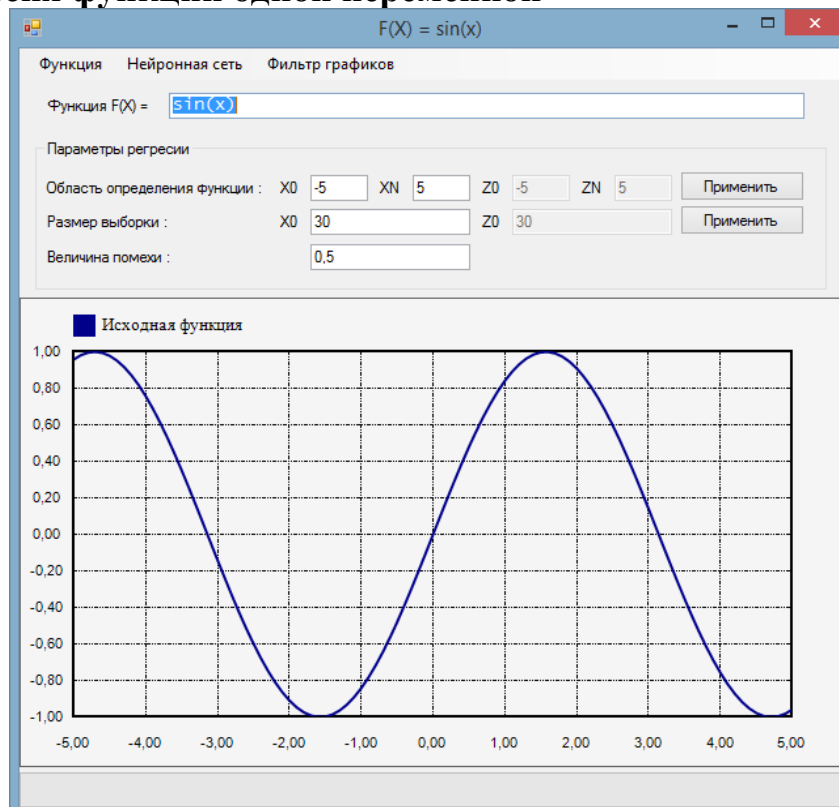 функции одной переменной
F(X) = sin(x)
Функция Нейронная сеть Фильтр графиков
Функция F(X) = sin(x)
Параметры регресии
Область определения функции : X0 -5 XN 5 Z0 -5 ZN 5 Применить
Размер выборки : X0 30 Z0 30 Применить
Величина помехи : 0,5
Исходная функция
1,00
0,80
0,60
0,40
0,20
0,00
-0,20
-0,40
-0,60
-0,80
-1,00
-5,00 -4,00 -3,00 -2,00 -1,00 0,00 1,00 2,00 3,00 4,00 5,00